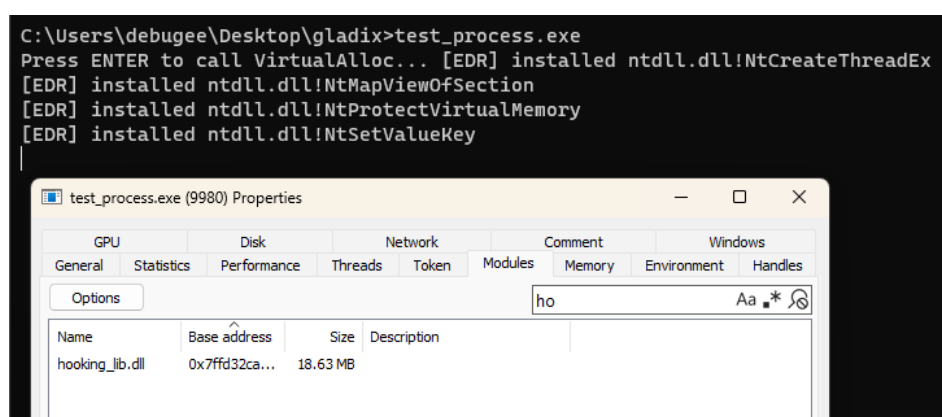 C:\Users\debugee\Desktop\gladix>test_process.exe
Press ENTER to call VirtualAlloc... [EDR] installed ntdll.dll!NtCreateThreadEx
[EDR] installed ntdll.dll!NtMapViewOfSection
[EDR] installed ntdll.dll!NtProtectVirtualMemory
[EDR] installed ntdll.dll!NtSetValueKey
test_process.exe (9980) Properties
GPU Disk Network Comment Windows
General Statistics Performance Threads Token Modules Memory Environment Handles
Options ho Aa .*
Name Base address Size Description
hooking_lib.dll 0x7ffd32ca... 18.63 MB